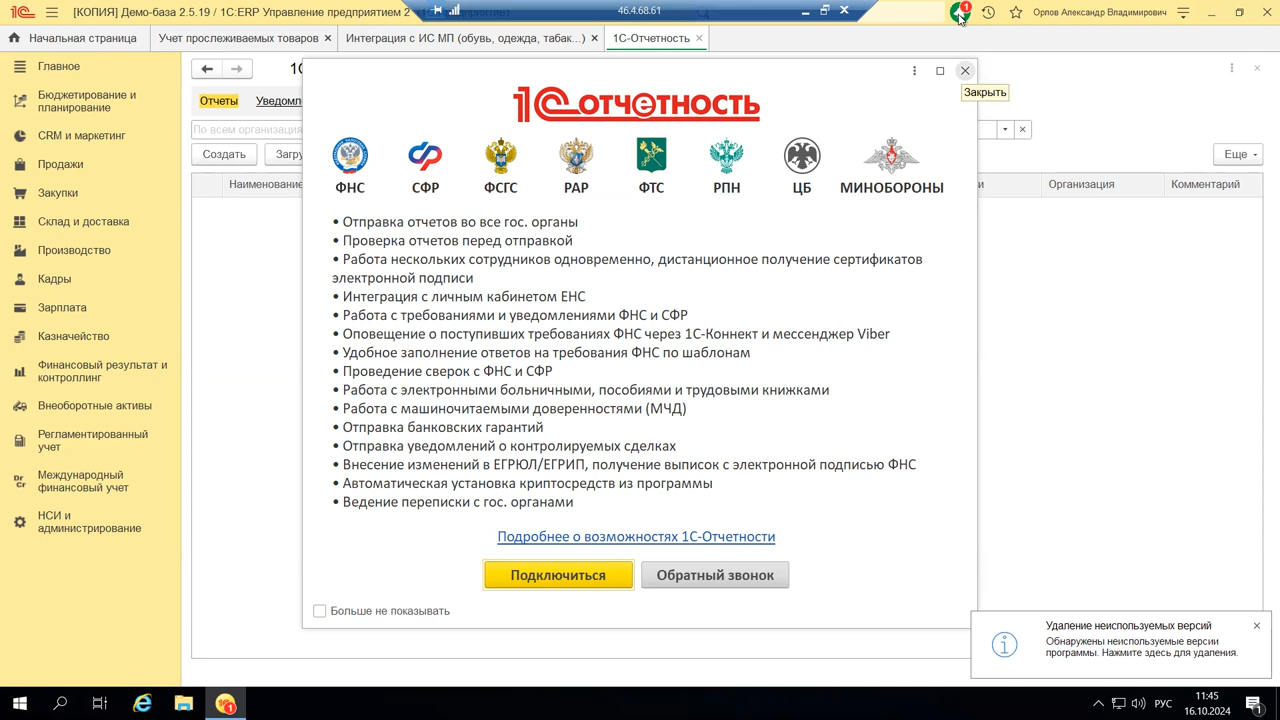 [КОПИЯ] Демо-база 2.5.19 / 1С:ERP Управление предприятием 2
46.4.68.61
1
Орлов Александр Владимирович
Начальная страница
Учет прослеживаемых товаров ×
Интеграция с ИС МП (обувь, одежда, табак...) ×
1С-Отчетность ×
Главное
Бюджетирование и
планирование
CRM и маркетинг
Продажи
Закупки
Склад и доставка
Производство
Кадры
Зарплата
Казначейство
Финансовый результат и
контроллинг
Внеоборотные активы
Регламентированный
учет
Dr
Cr
Международный
финансовый учет
НСИ и
администрирование
1С
Отчеты
Уведомл
По всем организация
Создать
Загру
Еще
Наименование
и
Организация
Комментарий
Закрыть
1С отчетность
ФНС
СФР
ФСГС
РАР
ФТС
РПН
ЦБ
МИНОБОРОНЫ
• Отправка отчетов во все гос. органы
• Проверка отчетов перед отправкой
• Работа нескольких сотрудников одновременно, дистанционное получение сертификатов
электронной подписи
• Интеграция с личным кабинетом ЕНС
• Работа с требованиями и уведомлениями ФНС и СФР
• Оповещение о поступивших требованиях ФНС через 1С-Коннект и мессенджер Viber
• Удобное заполнение ответов на требования ФНС по шаблонам
• Проведение сверок с ФНС и СФР
• Работа с электронными больничными, пособиями и трудовыми книжками
• Работа с машиночитаемыми доверенностями (МЧД)
• Отправка банковских гарантий
• Отправка уведомлений о контролируемых сделках
• Внесение изменений в ЕГРЮЛ/ЕГРИП, получение выписок с электронной подписью ФНС
• Автоматическая установка криптосредств из программы
• Ведение переписки с гос. органами
Подробнее о возможностях 1С-Отчетности
Подключиться
Обратный звонок
Больше не показывать
Удаление неиспользуемых версий
Обнаружены неиспользуемые версии
программы. Нажмите здесь для удаления.
1
РУС
11:45
16.10.2024
1